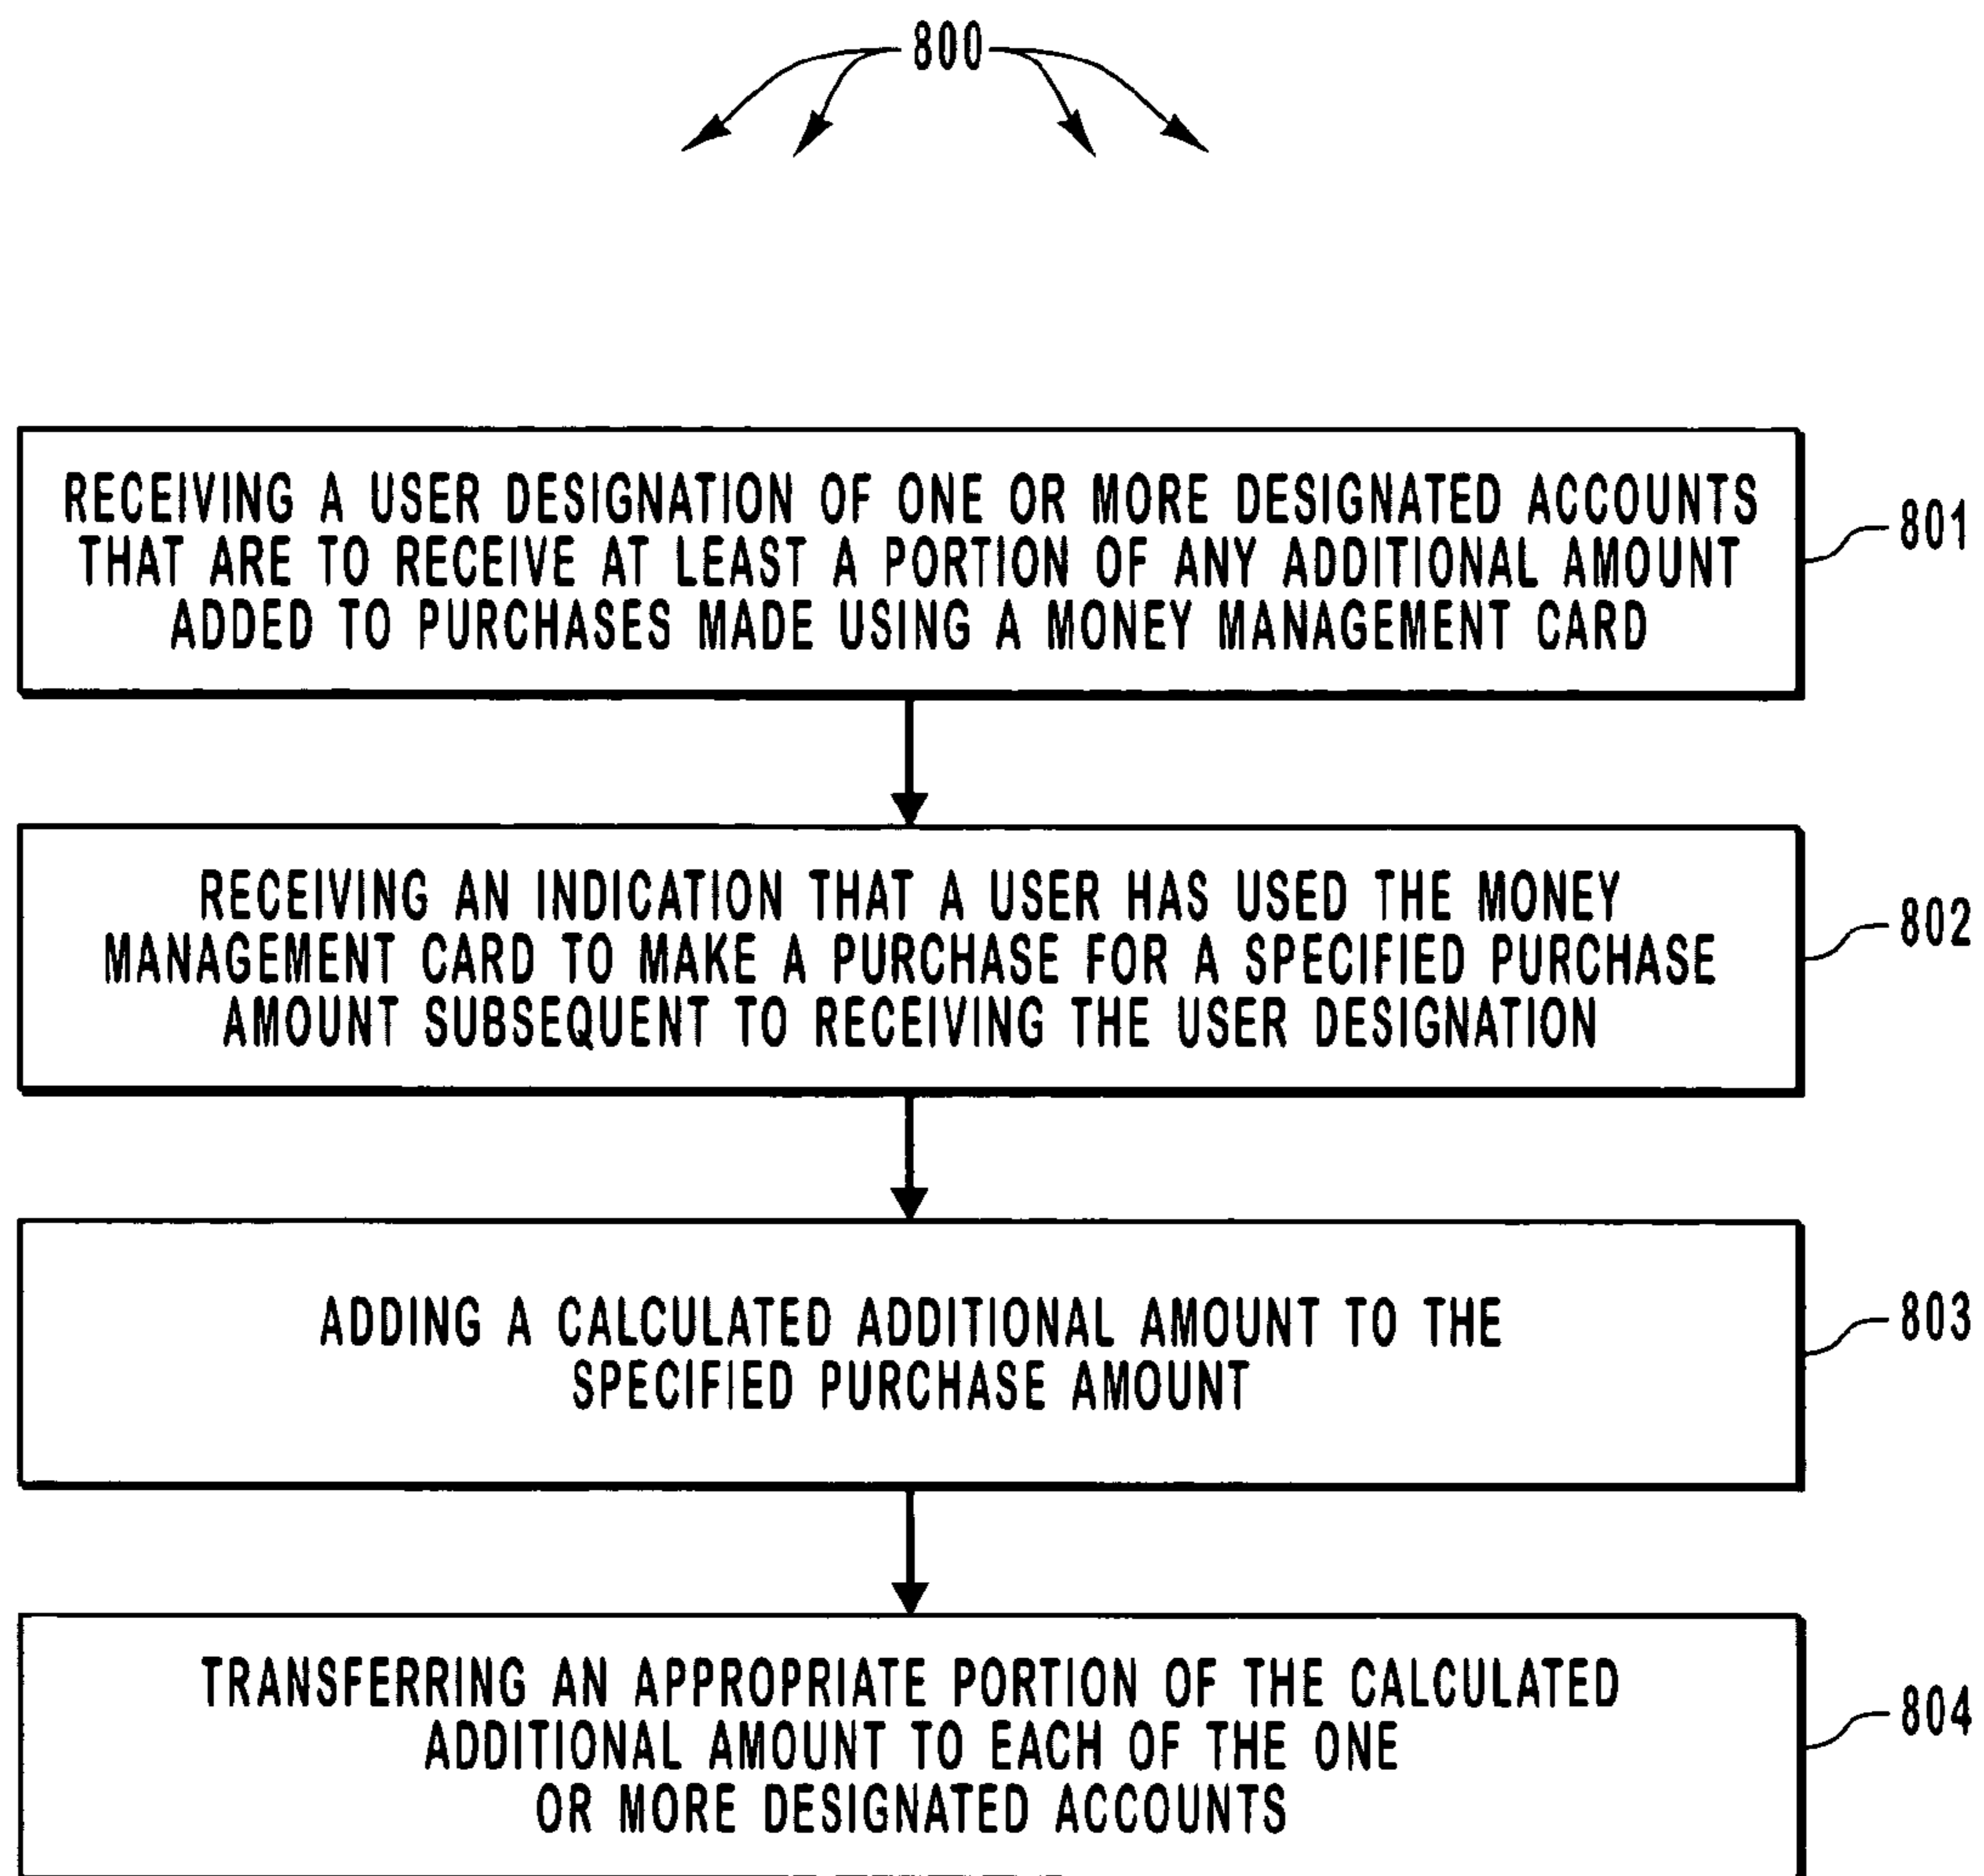 800
RECEIVING A USER DESIGNATION OF ONE OR MORE DESIGNATED ACCOUNTS
THAT ARE TO RECEIVE AT LEAST A PORTION OF ANY ADDITIONAL AMOUNT
ADDED TO PURCHASES MADE USING A MONEY MANAGEMENT CARD
801
RECEIVING AN INDICATION THAT A USER HAS USED THE MONEY
MANAGEMENT CARD TO MAKE A PURCHASE FOR A SPECIFIED PURCHASE
AMOUNT SUBSEQUENT TO RECEIVING THE USER DESIGNATION
802
ADDING A CALCULATED ADDITIONAL AMOUNT TO THE
SPECIFIED PURCHASE AMOUNT
803
TRANSFERRING AN APPROPRIATE PORTION OF THE CALCULATED
ADDITIONAL AMOUNT TO EACH OF THE ONE
OR MORE DESIGNATED ACCOUNTS
804